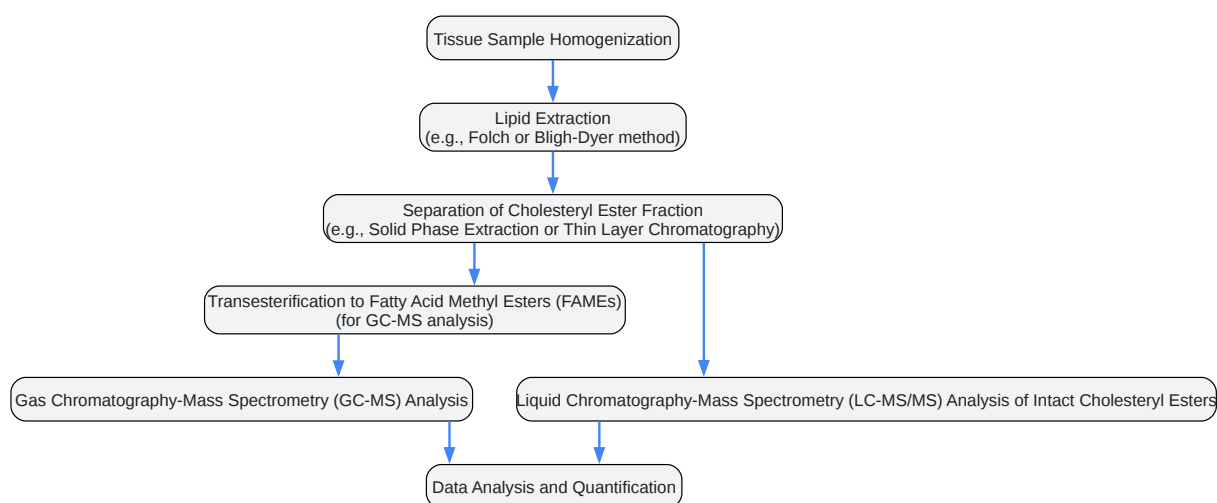 Tissue Sample Homogenization
Lipid Extraction
(e.g., Folch or Bligh-Dyer method)
Separation of Cholesteryl Ester Fraction
(e.g., Solid Phase Extraction or Thin Layer Chromatography)
Transesterification to Fatty Acid Methyl Esters (FAMEs)
(for GC-MS analysis)
Gas Chromatography-Mass Spectrometry (GC-MS) Analysis
Liquid Chromatography-Mass Spectrometry (LC-MS/MS) Analysis of Intact Cholesteryl Esters
Data Analysis and Quantification